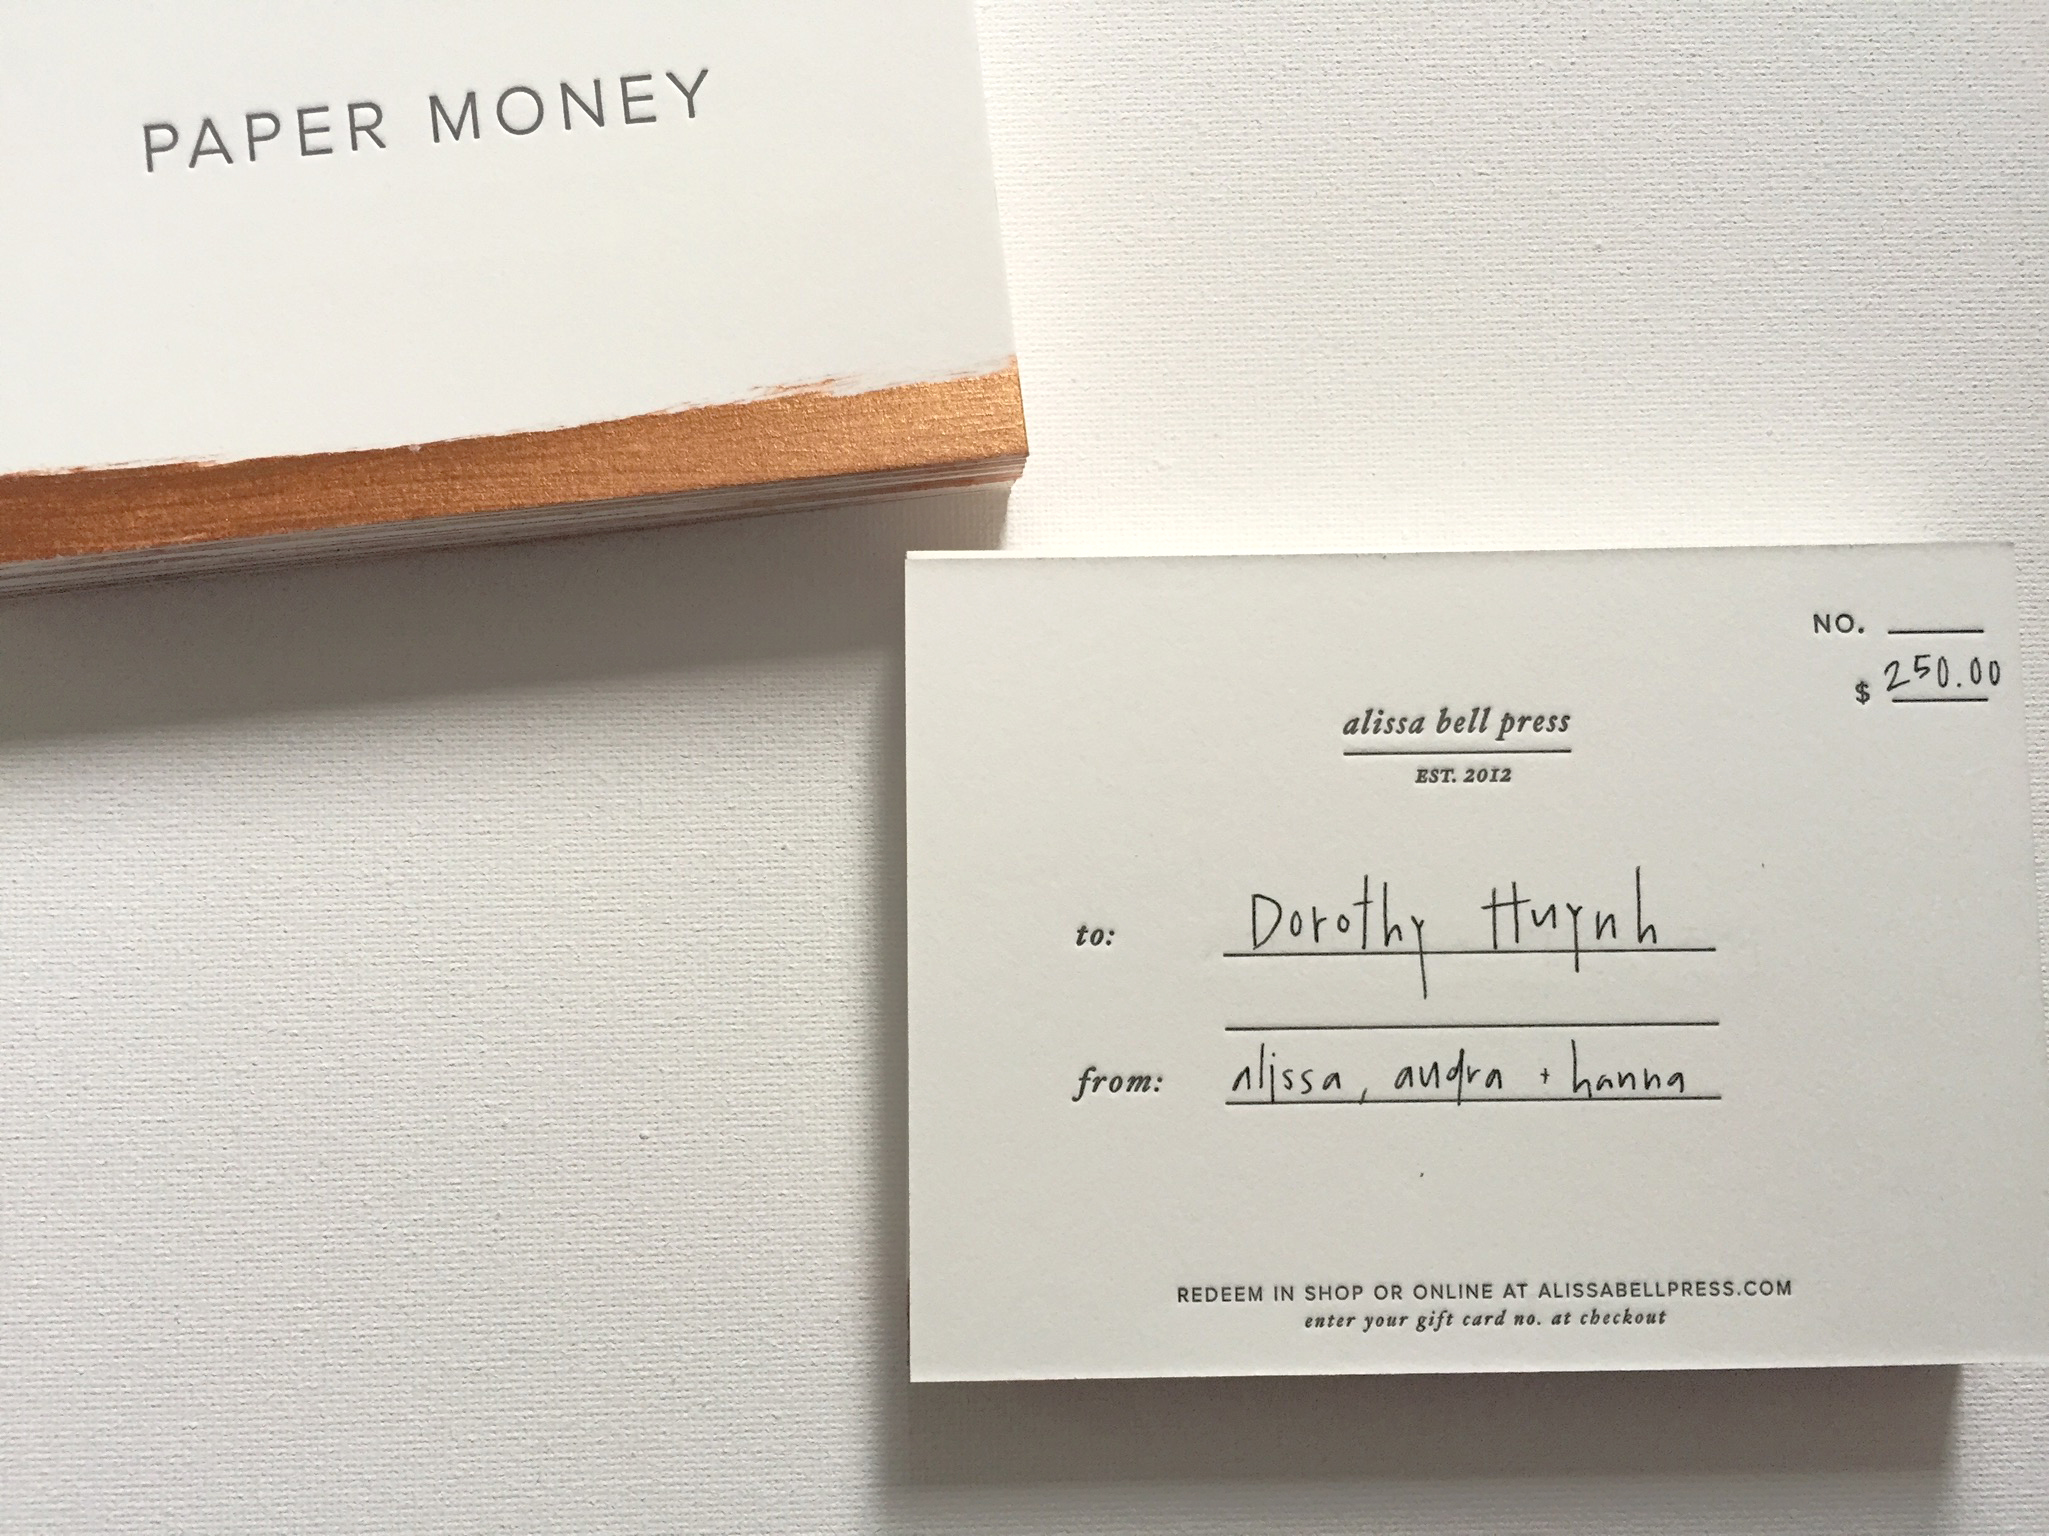 PAPER MONEY
NO.
$ 250.00
alissa bell press
EST. 2012
to: Dorothy Huynh
from: alissa, audra + hanna
REDEEM IN SHOP OR ONLINE AT ALISSABELLPRESS.COM
enter your gift card no. at checkout